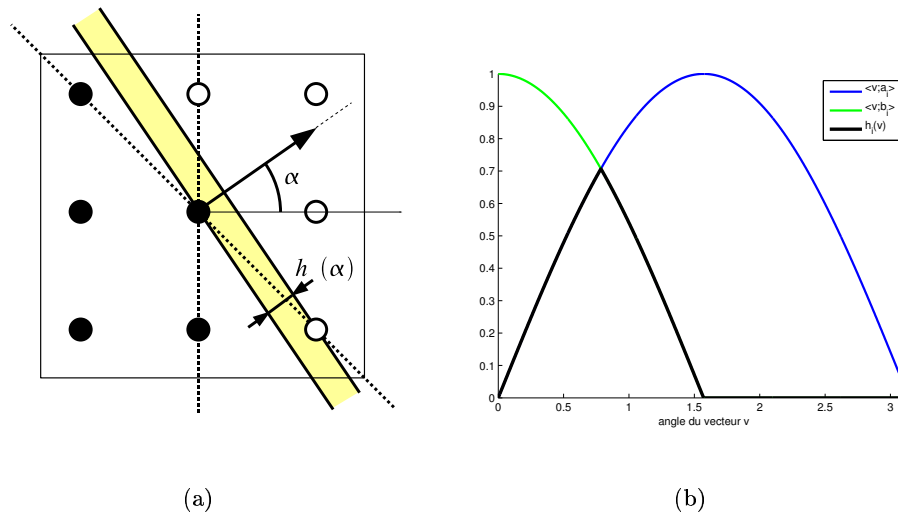 α
h (α)
(a)
1
0.9
0.8
0.7
0.6
0.5
0.4
0.3
0.2
0.1
0
0 0.5 1 1.5 2 2.5 3
angle du vecteur v
<v;a_i>
<v;b_i>
h_i(v)
(b)